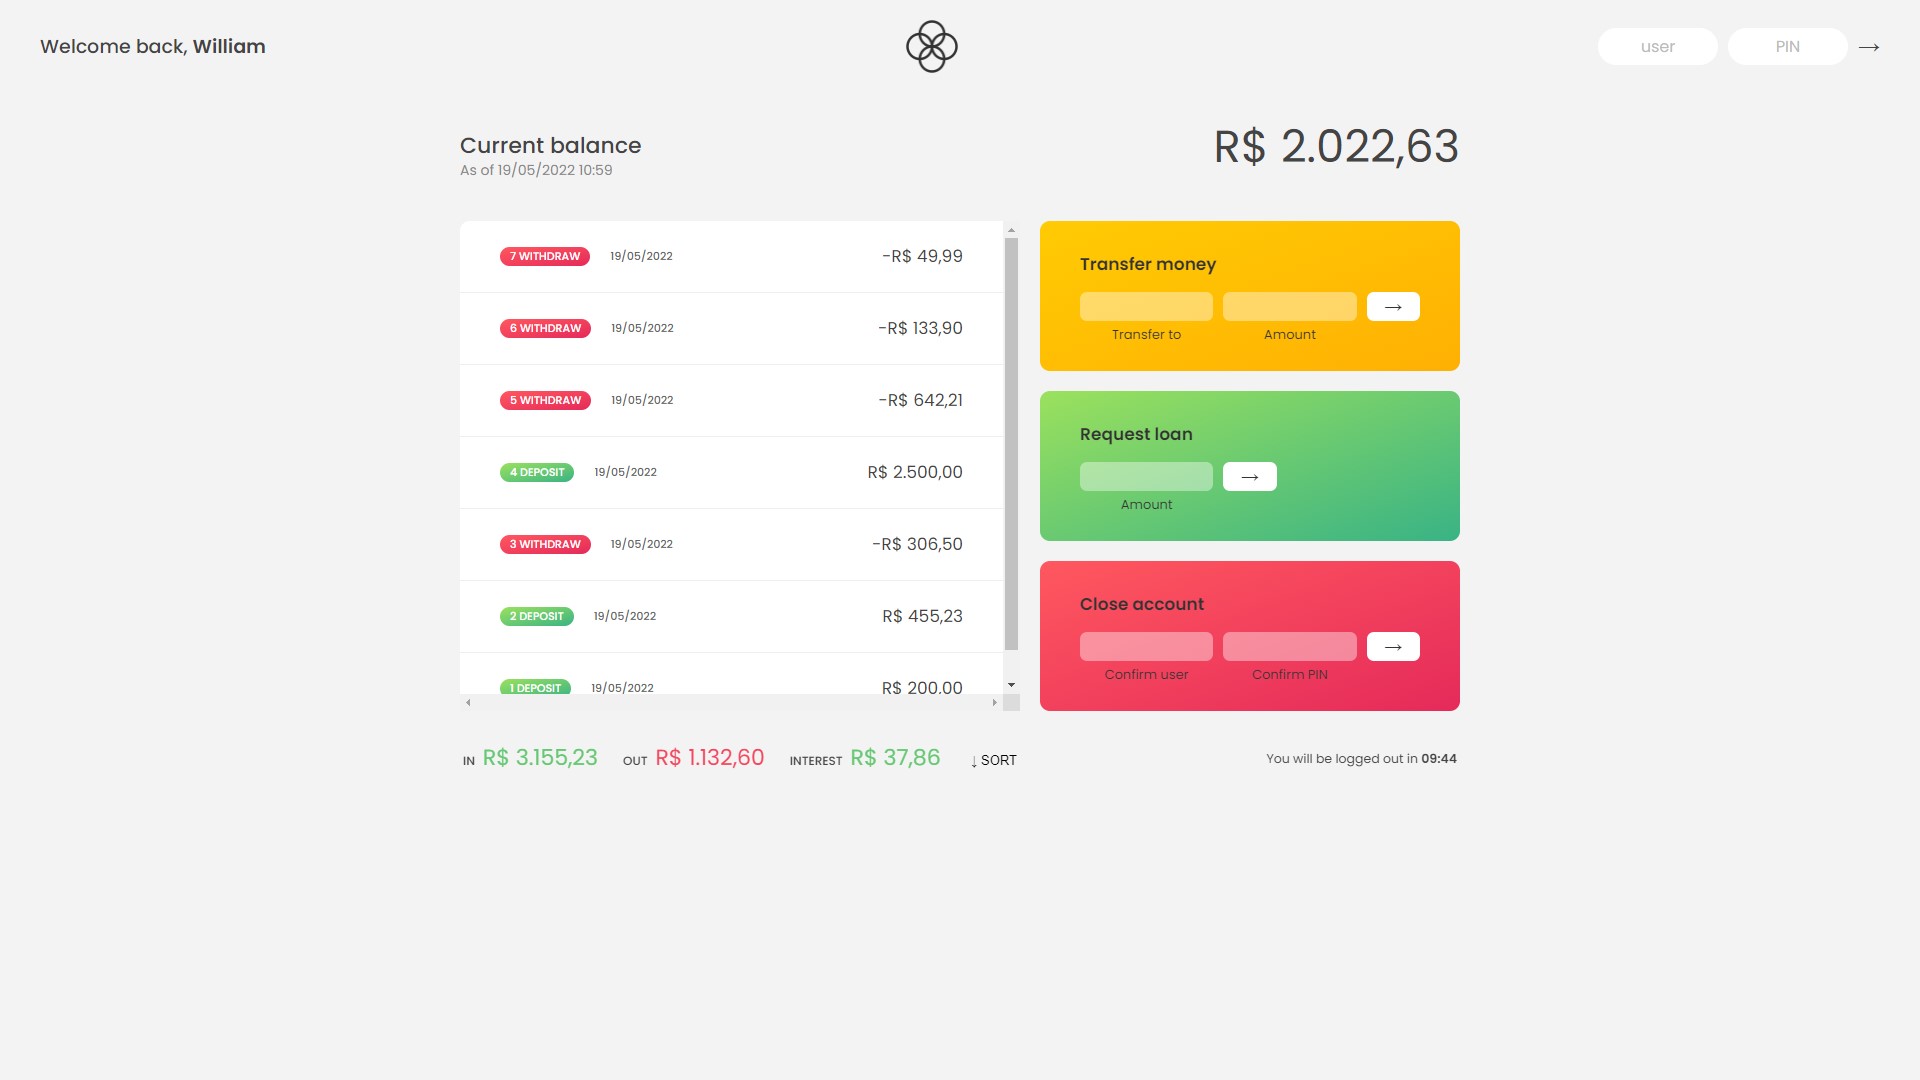 Welcome back, William
user
PIN
→
Current balance
As of 19/05/2022 10:59
R$ 2.022,63
7 WITHDRAW 19/05/2022 -R$ 49,99
6 WITHDRAW 19/05/2022 -R$ 133,90
5 WITHDRAW 19/05/2022 -R$ 642,21
4 DEPOSIT 19/05/2022 R$ 2.500,00
3 WITHDRAW 19/05/2022 -R$ 306,50
2 DEPOSIT 19/05/2022 R$ 455,23
1 DEPOSIT 19/05/2022 R$ 200,00
Transfer money
→
Transfer to Amount
Request loan
→
Amount
Close account
→
Confirm user Confirm PIN
IN R$ 3.155,23 OUT R$ 1.132,60 INTEREST R$ 37,86 ↓ SORT
You will be logged out in 09:44